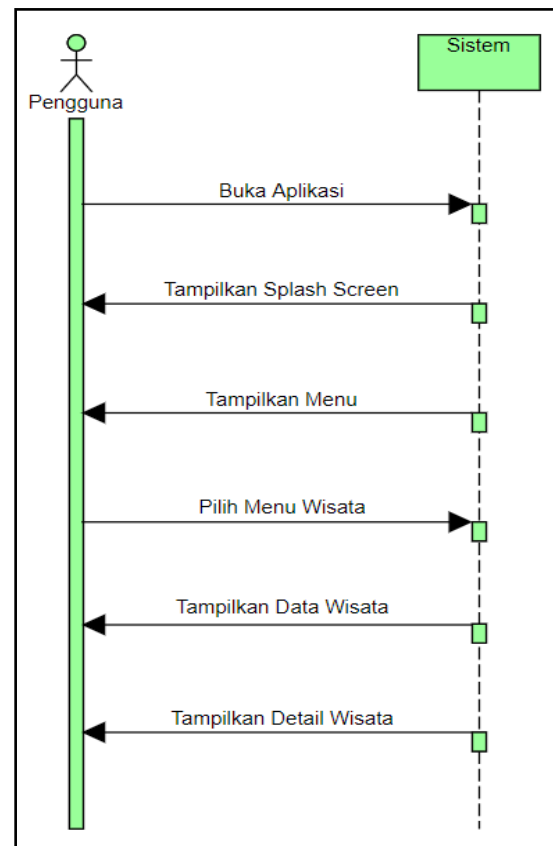 Sistem
Pengguna
Buka Aplikasi
Tampilkan Splash Screen
Tampilkan Menu
Pilih Menu Wisata
Tampilkan Data Wisata
Tampilkan Detail Wisata